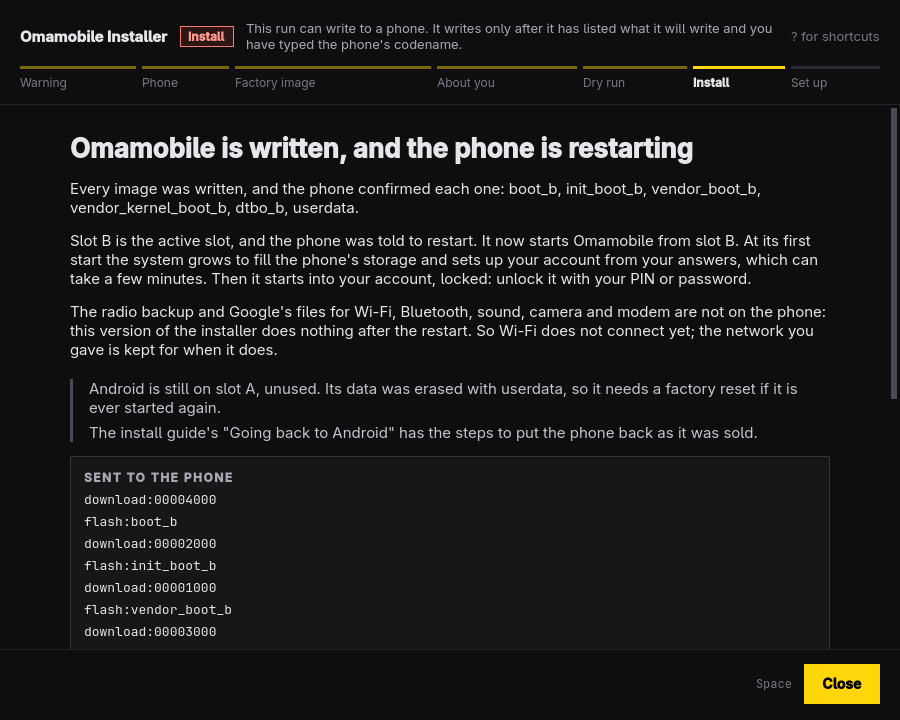 Omamobile Installer
Install
This run can write to a phone. It writes only after it has listed what it will write and you
have typed the phone's codename.
? for shortcuts
Warning
Phone
Factory image
About you
Dry run
Install
Set up
Omamobile is written, and the phone is restarting
Every image was written, and the phone confirmed each one: boot_b, init_boot_b, vendor_boot_b,
vendor_kernel_boot_b, dtbo_b, userdata.
Slot B is the active slot, and the phone was told to restart. It now starts Omamobile from slot B. At its first
start the system grows to fill the phone's storage and sets up your account from your answers, which can
take a few minutes. Then it starts into your account, locked: unlock it with your PIN or password.
The radio backup and Google's files for Wi-Fi, Bluetooth, sound, camera and modem are not on the phone:
this version of the installer does nothing after the restart. So Wi-Fi does not connect yet; the network you
gave is kept for when it does.
Android is still on slot A, unused. Its data was erased with userdata, so it needs a factory reset if it is
ever started again.
The install guide's "Going back to Android" has the steps to put the phone back as it was sold.
SENT TO THE PHONE
download:00004000
flash:boot_b
download:00002000
flash:init_boot_b
download:00001000
flash:vendor_boot_b
download:00003000
Space
Close